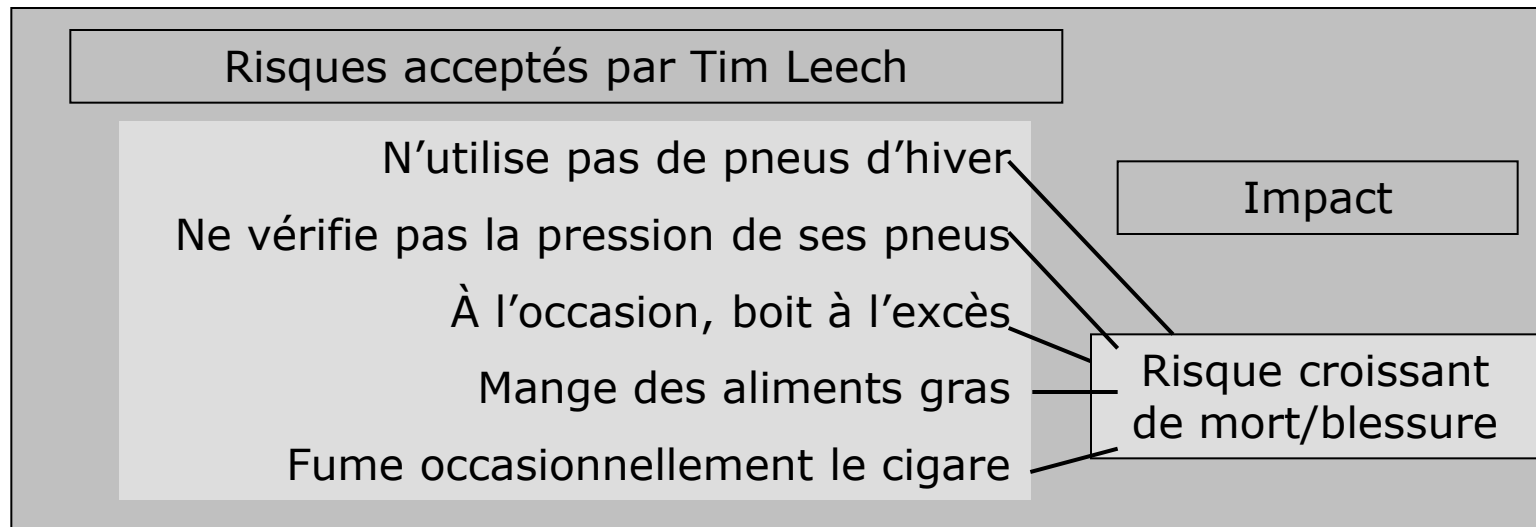 Risques acceptés par Tim Leech
N’utilise pas de pneus d’hiver
Ne vérifie pas la pression de ses pneus
À l’occasion, boit à l’excès
Mange des aliments gras
Fume occasionnellement le cigare
Impact
Risque croissant
de mort/blessure